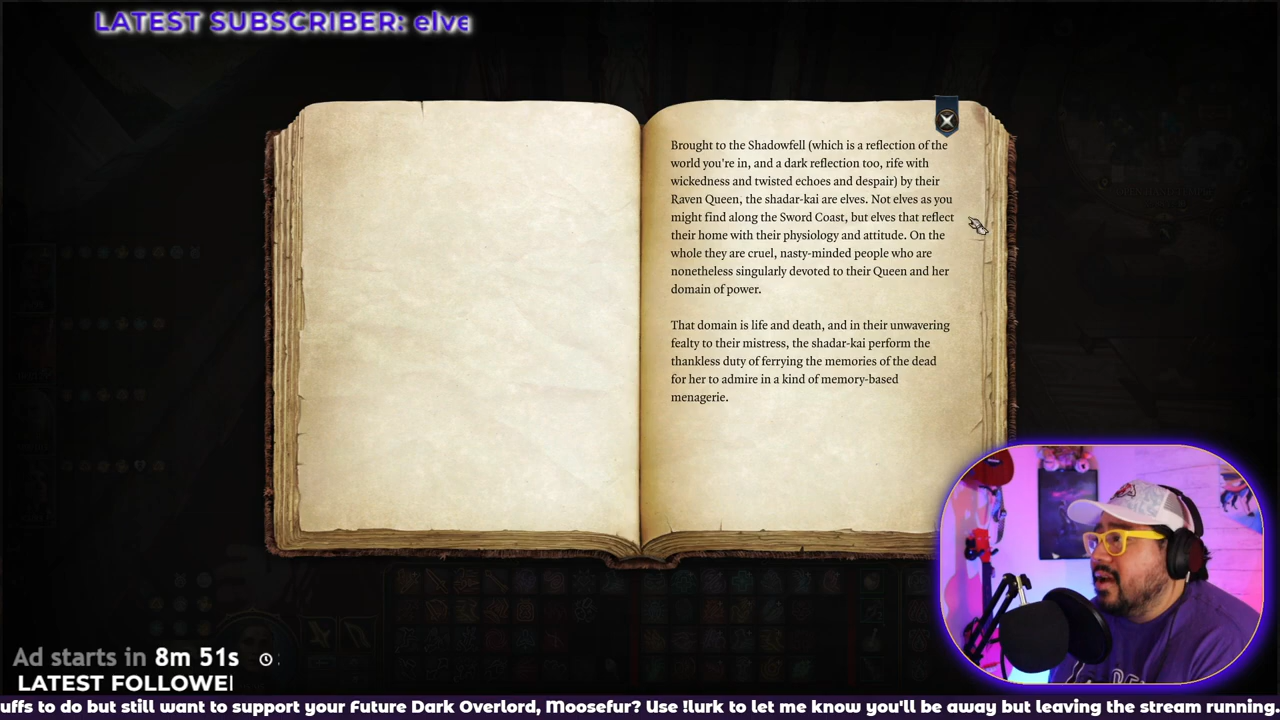 LATEST SUBSCRIBER: elve
Brought to the Shadowfell (which is a reflection of the
world you're in, and a dark reflection too, rife with
wickedness and twisted echoes and despair) by their
Raven Queen, the shadar-kai are elves. Not elves as you
might find along the Sword Coast, but elves that reflect
their home with their physiology and attitude. On the
whole they are cruel, nasty-minded people who are
nonetheless singularly devoted to their Queen and her
domain of power.
That domain is life and death, and in their unwavering
fealty to their mistress, the shadar-kai perform the
thankless duty of ferrying the memories of the dead
for her to admire in a kind of memory-based
menagerie.
Ad starts in 8m 51s
LATEST FOLLOWE
uffs to do but still want to support your Future Dark Overlord, Moosefur? Use !lurk to let me know you'll be away but leaving the stream running.